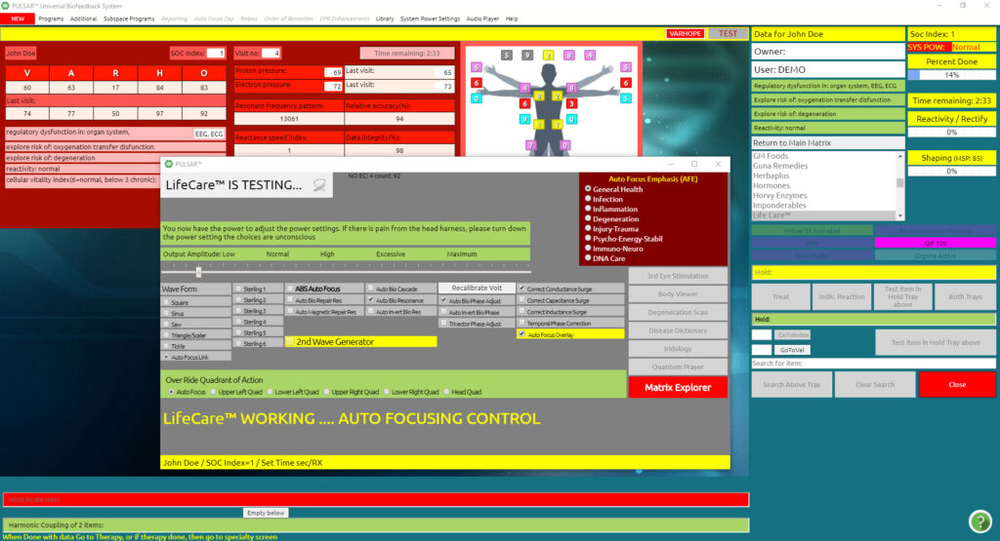 PULSAR™ Universal Biofeedback System
NEW Programs Additional Subspace Programs Reporting Auto Focus Zap Retest Order of Remedies EPR Enhancements Library System Power Settings Audio Player Help
VARHOPE TEST
John Doe SOC Index: 1 Visit no: 4 Time remaining: 2:33
V A R H O
60 63 17 84 83
Last visit:
74 77 50 97 92
regulatory dysfunction in: organ system, EEG, ECG
explore risk of: oxygenation transfer disfunction
explore risk of: degeneration
reactivity: normal
cellular vitality index(6=normal, below 3 chronic):
Proton pressure: 69 Last visit: 65
Electron pressure: 72 Last visit: 73
Resonant frequency pattern: Relative accuracy(%):
13061 94
Reactance speed index: Data integrity(%):
1 98
5 9 2 8 4
5 4
6 6
0 5
6 3
9 5
Data for John Doe
Owner:
User: DEMO
Regulatory dysfunction in: organ system, EEG, ECG
Explore risk of: oxygenation transfer disfunction
Explore risk of: degeneration
Reactivity: normal
Return to Main Matrix
GM Foods
Guna Remedies
Herbaplus
Hormones
Horvy Enzymes
Imponderables
Life Care™
Soc Index: 1
SYS POW: Normal
Percent Done
14%
Time remaining: 2:33
Reactivity / Rectify
0%
Shaping (MSP: 85)
0%
Virtual SS Activated
QIF 100
Orgone Active
Hold:
Treat Indiv. Reaction Test Item in Hold Tray above Both Trays
Hold:
GoToIndex
GoToVal
Test Item in Hold Tray above
Search for item:
Search Above Tray Clear Search Close
PULSAR™
LifeCare™ IS TESTING...
NO EC: 4 count: 92
Auto Focus Emphasis (AFE)
General Health
Infection
Inflammation
Degeneration
Injury-Trauma
Psycho-Energy-Stabil
Immuno-Neuro
DNA Care
You now have the power to adjust the power settings. If there is pain from the head harness, please turn down
the power setting the choices are unconscious
Output Amplitude: Low Normal High Excessive Maximum
Wave Form
Square
Sinus
Saw
Triangle/Scalar
Tickle
Auto Focus Link
Sterling 1
Sterling 2
Sterling 3
Sterling 4
Sterling 5
Sterling 6
ABS Auto Focus
Auto Bio Repair Res
Auto Magnetic Repair Res
Auto Bio Cascade
Auto Bio Resonance
Auto Invert Bio Res
Recalibrate Volt
Auto Bio Phase Adjust
Auto Invert Bio Phase
Trivector Phase Adjust
Correct Conductance Surge
Correct Capacitance Surge
Correct Inductance Surge
Temporal Phase Correction
Auto Focus Overlay
2nd Wave Generator
3rd Eye Stimulation
Body Viewer
Degeneration Scan
Disease Dictionary
Iridology
Quantum Prayer
Matrix Explorer
Over Ride Quadrant of Action
Auto Focus Upper Left Quad Lower Left Quad Upper Right Quad Lower Right Quad Head Quad
LifeCare™ WORKING .... AUTO FOCUSING CONTROL
John Doe / SOC Index=1 / Set Time sec/RX
Hold Acute Item
Empty below
Harmonic Coupling of 2 items:
When Done with data Go to Therapy, or if therapy done, then go to specialty screen
?